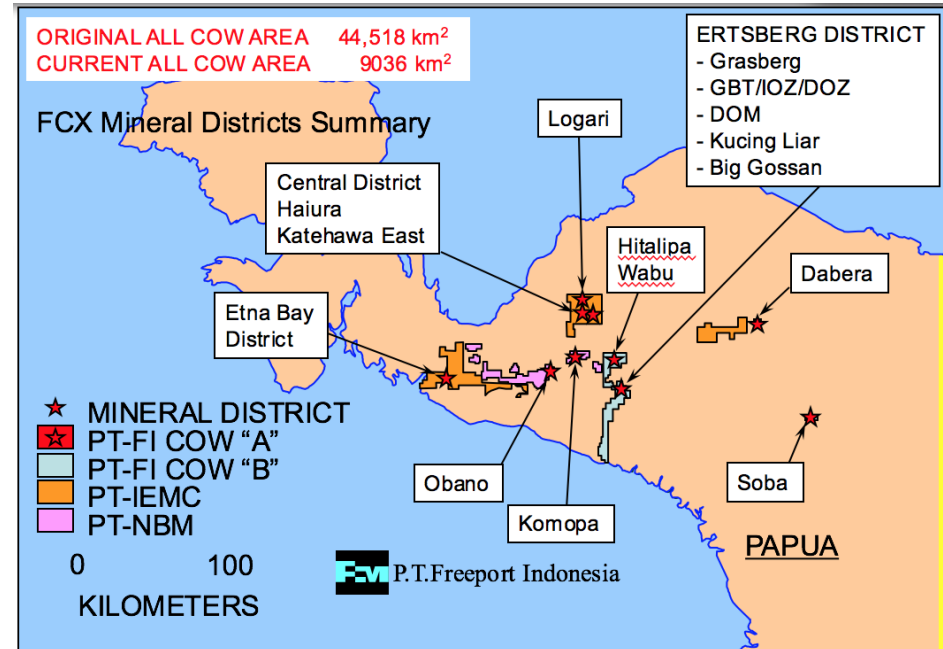 ORIGINAL ALL COW AREA 44,518 km²
CURRENT ALL COW AREA 9036 km²
FCX Mineral Districts Summary
ERTSBERG DISTRICT
- Grasberg
- GBT/IOZ/DOZ
- DOM
- Kucing Liar
- Big Gossan
Logari
Central District
Haiura
Katehawa East
Hitalipa
Wabu
Dabera
Etna Bay
District
Obano
Komopa
Soba
PAPUA
MINERAL DISTRICT
PT-FI COW “A”
PT-FI COW “B”
PT-IEMC
PT-NBM
0 100
KILOMETERS
P.T.Freeport Indonesia